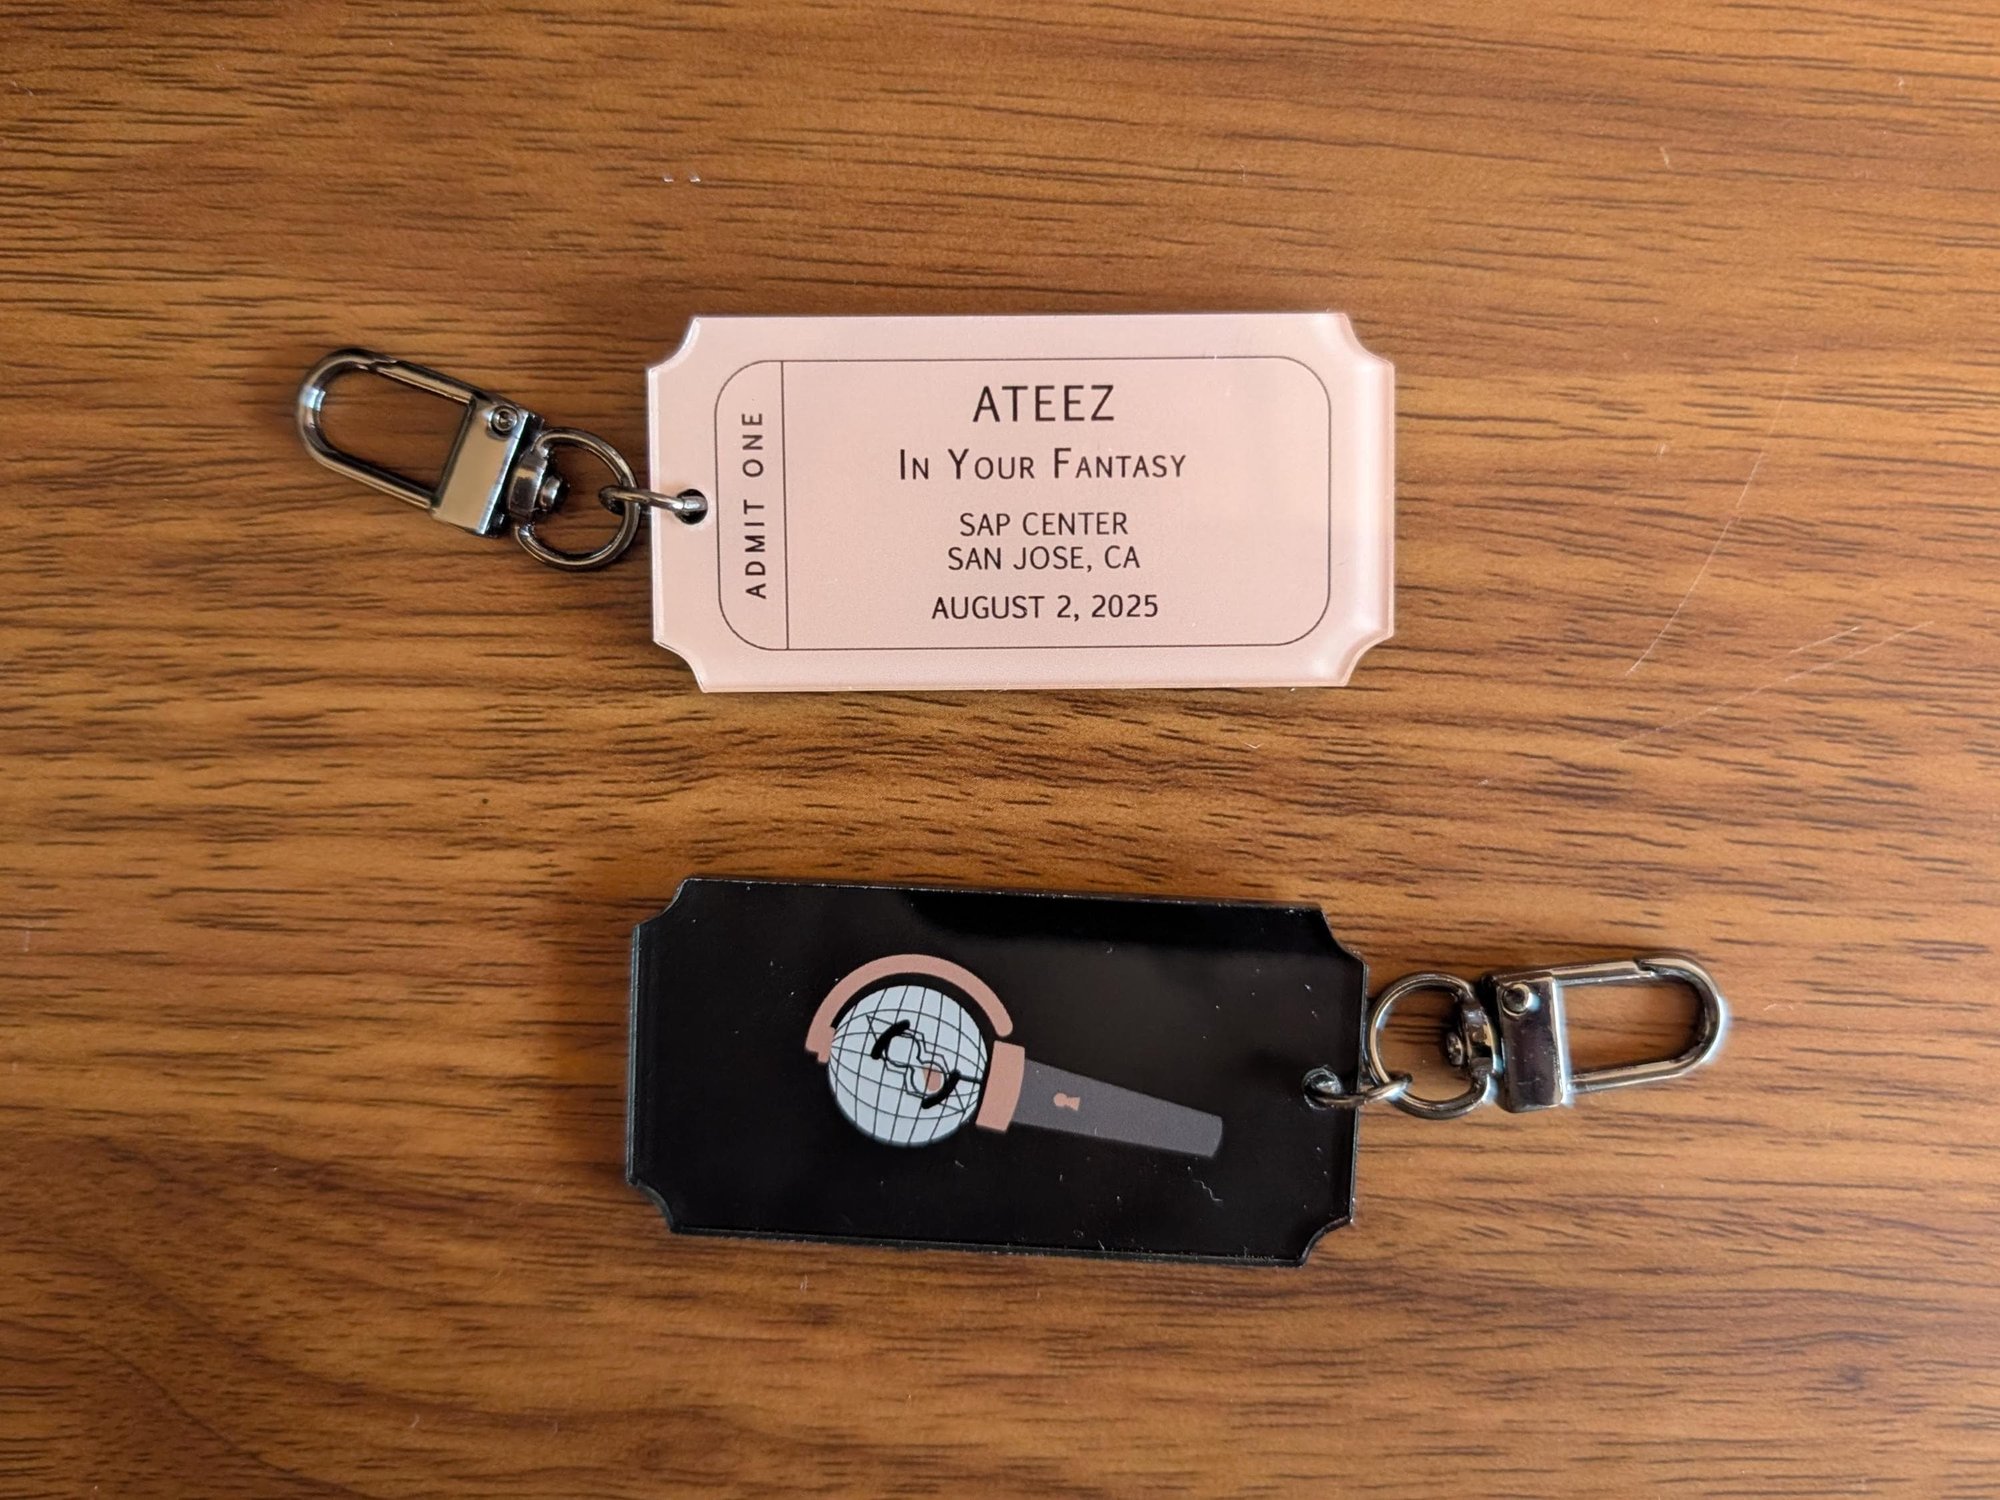 ADMIT ONE
ATEEZ
In Your Fantasy
SAP CENTER
SAN JOSE, CA
AUGUST 2, 2025